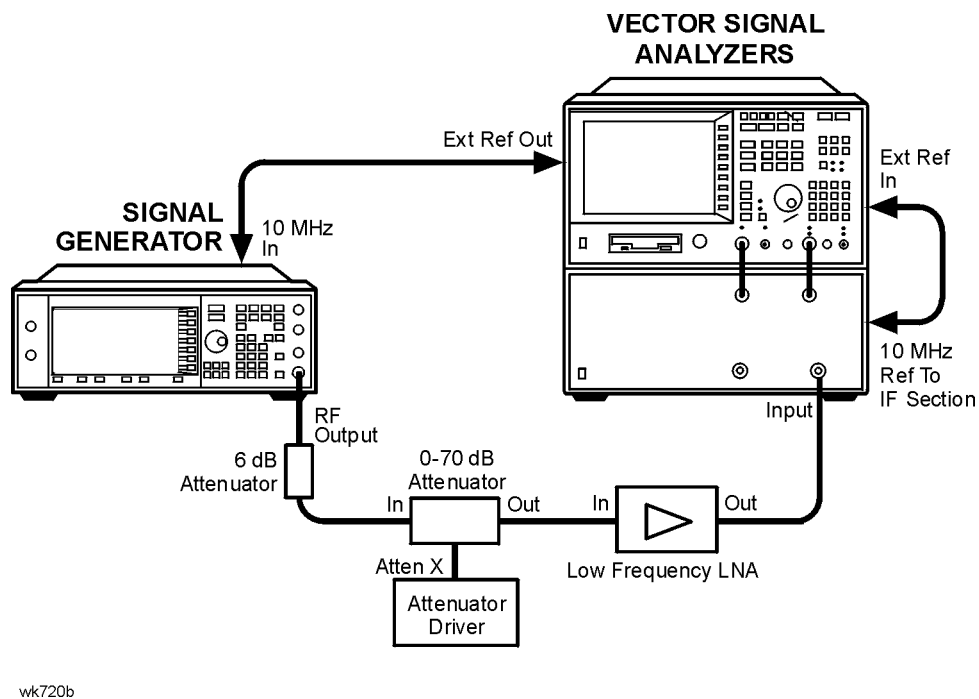 VECTOR SIGNAL
ANALYZERS
Ext Ref Out
Ext Ref
In
SIGNAL
GENERATOR
10 MHz
In
10 MHz
Ref To
IF Section
Input
RF
Output
6 dB
Attenuator
0-70 dB
Attenuator
In
Out
In
Out
Atten X
Low Frequency LNA
Attenuator
Driver
wk720b